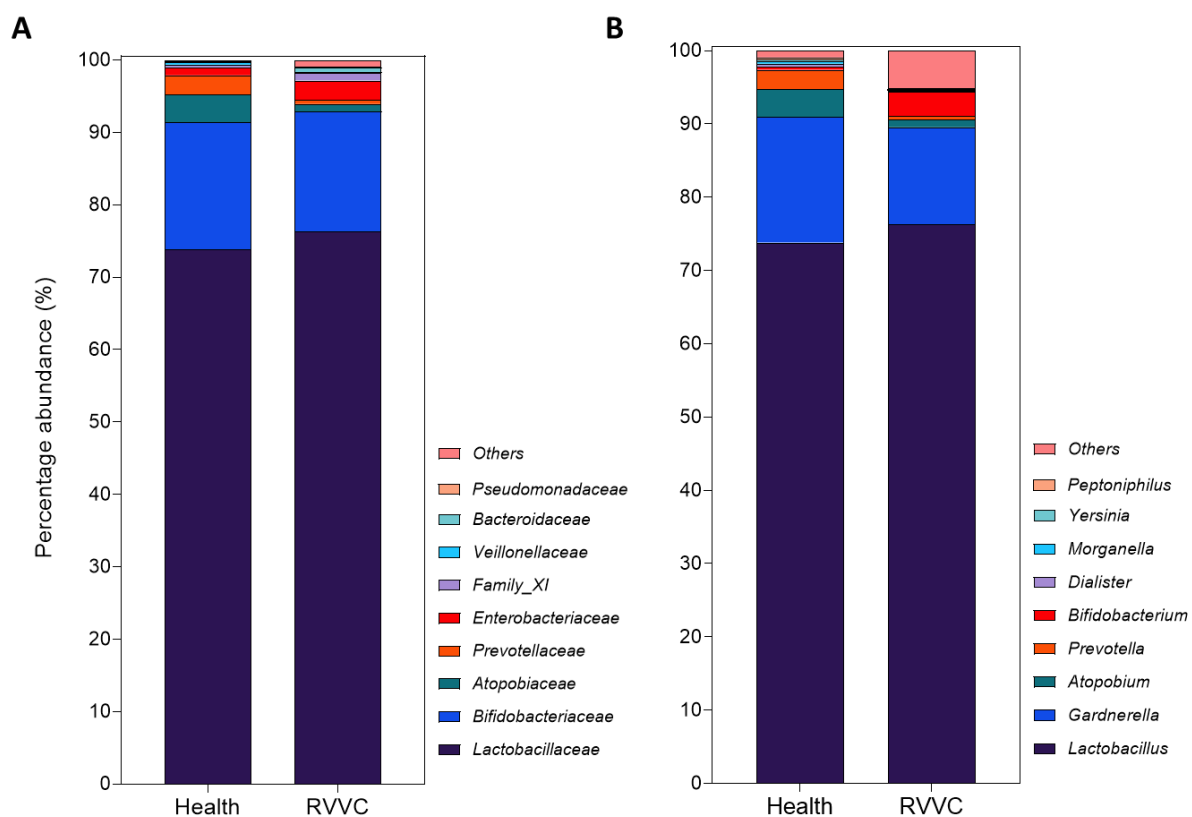 A
Percentage abundance (%)
100
90
80
70
60
50
40
30
20
10
0
Health
RVVC
Others
Pseudomonadaceae
Bacteroidaceae
Veillonellaceae
Family_XI
Enterobacteriaceae
Prevotellaceae
Atopobiaceae
Bifidobacteriaceae
Lactobacillaceae
B
100
90
80
70
60
50
40
30
20
10
0
Health
RVVC
Others
Peptoniphilus
Yersinia
Morganella
Dialister
Bifidobacterium
Prevotella
Atopobium
Gardnerella
Lactobacillus